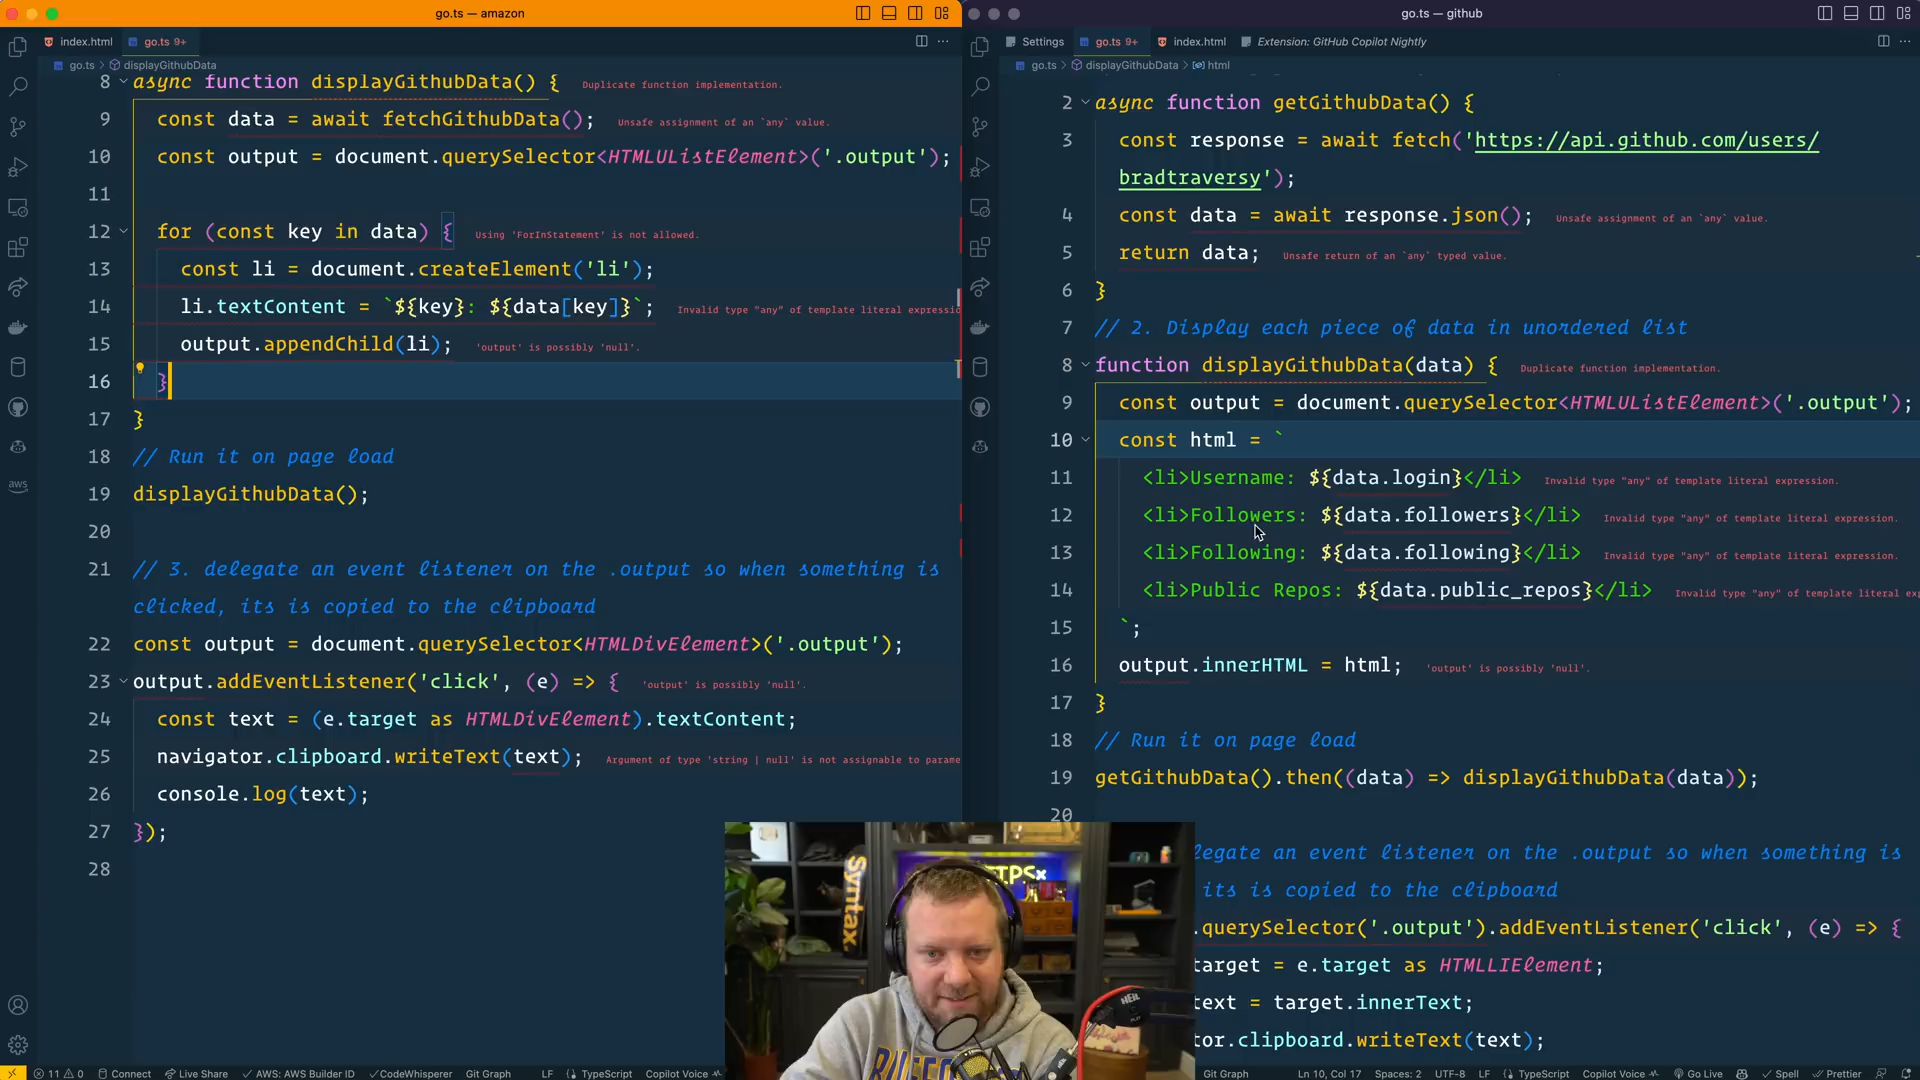 go.ts — amazon
index.html
go.ts 9+
go.ts > displayGithubData
8 async function displayGithubData() { Duplicate function implementation.
9 const data = await fetchGithubData(); Unsafe assignment of an `any` value.
10 const output = document.querySelector<HTMLUListElement>('.output');
11
12 for (const key in data) { Using 'ForInStatement' is not allowed.
13 const li = document.createElement('li');
14 li.textContent = `${key}: ${data[key]}`; Invalid type "any" of template literal expressio
15 output.appendChild(li); 'output' is possibly 'null'.
16 }
17 }
18 // Run it on page load
19 displayGithubData();
20
21 // 3. delegate an event listener on the .output so when something is
clicked, its is copied to the clipboard
22 const output = document.querySelector<HTMLDivElement>('.output');
23 output.addEventListener('click', (e) => { 'output' is possibly 'null'.
24 const text = (e.target as HTMLDivElement).textContent;
25 navigator.clipboard.writeText(text); Argument of type 'string | null' is not assignable to parame
26 console.log(text);
27 });
28
aws
11 0 Connect Live Share AWS: AWS Builder ID CodeWhisperer Git Graph LF TypeScript Copilot Voice
go.ts — github
Settings
go.ts 9+
index.html
Extension: GitHub Copilot Nightly
go.ts > displayGithubData > html
2 async function getGithubData() {
3 const response = await fetch('https://api.github.com/users/
bradtraversy');
4 const data = await response.json(); Unsafe assignment of an `any` value.
5 return data; Unsafe return of an `any` typed value.
6 }
7 // 2. Display each piece of data in unordered list
8 function displayGithubData(data) { Duplicate function implementation.
9 const output = document.querySelector<HTMLUListElement>('.output');
10 const html = `
11 <li>Username: ${data.login}</li> Invalid type "any" of template literal expression.
12 <li>Followers: ${data.followers}</li> Invalid type "any" of template literal expression.
13 <li>Following: ${data.following}</li> Invalid type "any" of template literal expression.
14 <li>Public Repos: ${data.public_repos}</li> Invalid type "any" of template literal ex
15 `;
16 output.innerHTML = html; 'output' is possibly 'null'.
17 }
18 // Run it on page load
19 getGithubData().then((data) => displayGithubData(data));
20
legate an event listener on the .output so when something is
its is copied to the clipboard
.querySelector('.output').addEventListener('click', (e) => {
target = e.target as HTMLLIElement;
text = target.innerText;
tor.clipboard.writeText(text);
Git Graph Ln 10, Col 17 Spaces: 2 UTF-8 LF TypeScript Copilot Voice Go Live Spell Prettier
Syntax.
HEIL